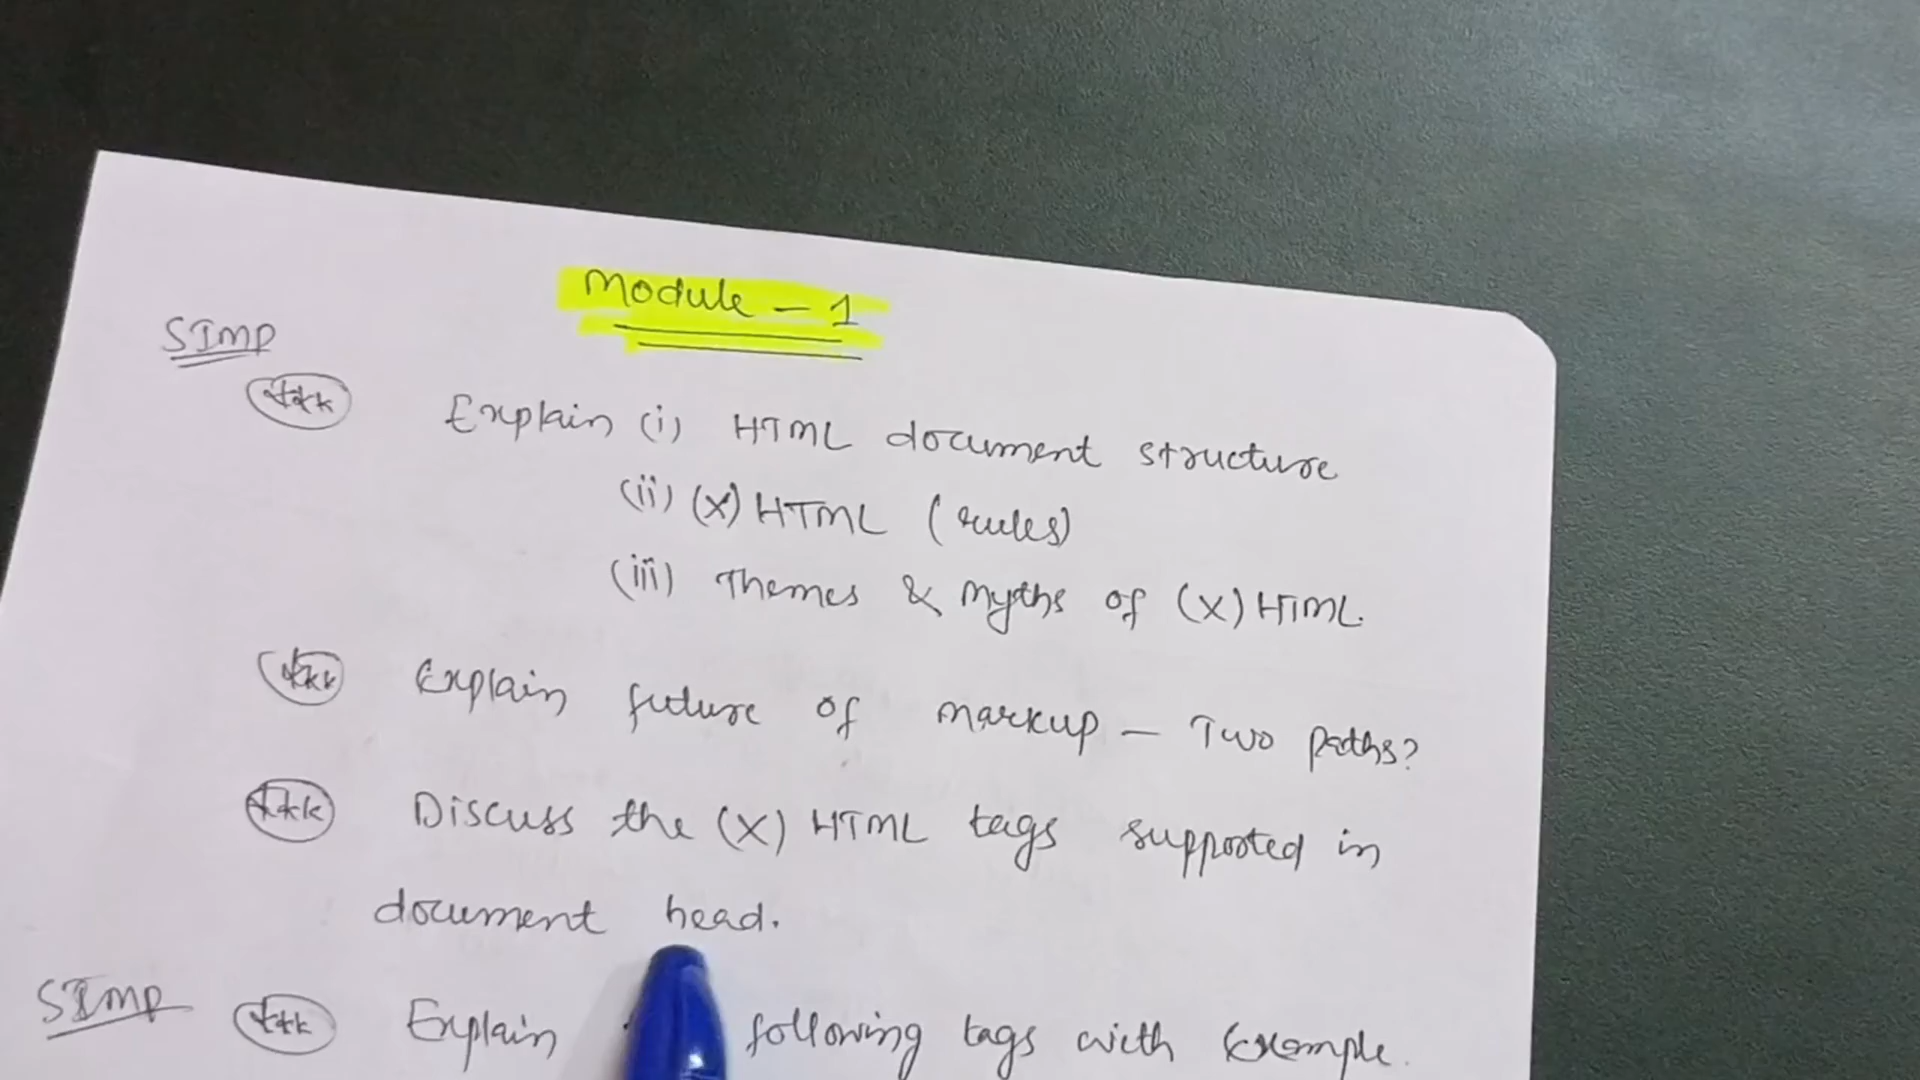 Module - 1
SIMP
*** Explain (i) HTML document structure
(ii) (X) HTML (rules)
(iii) Themes & Myths of (X) HTML.
*** Explain future of markup - Two paths?
*** Discuss the (X) HTML tags supported in
document head.
SIMP *** Explain following tags with Example.